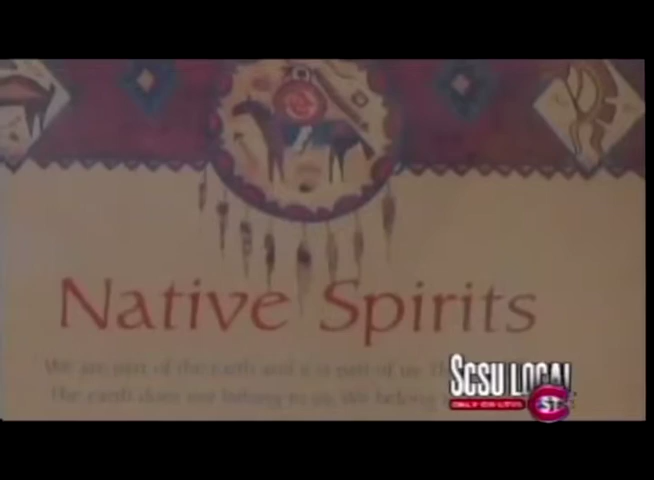 Native Spirits
We are part of the earth and it is part of us.
The earth does not belong to us. We belong
SCSU LOCAL
ST